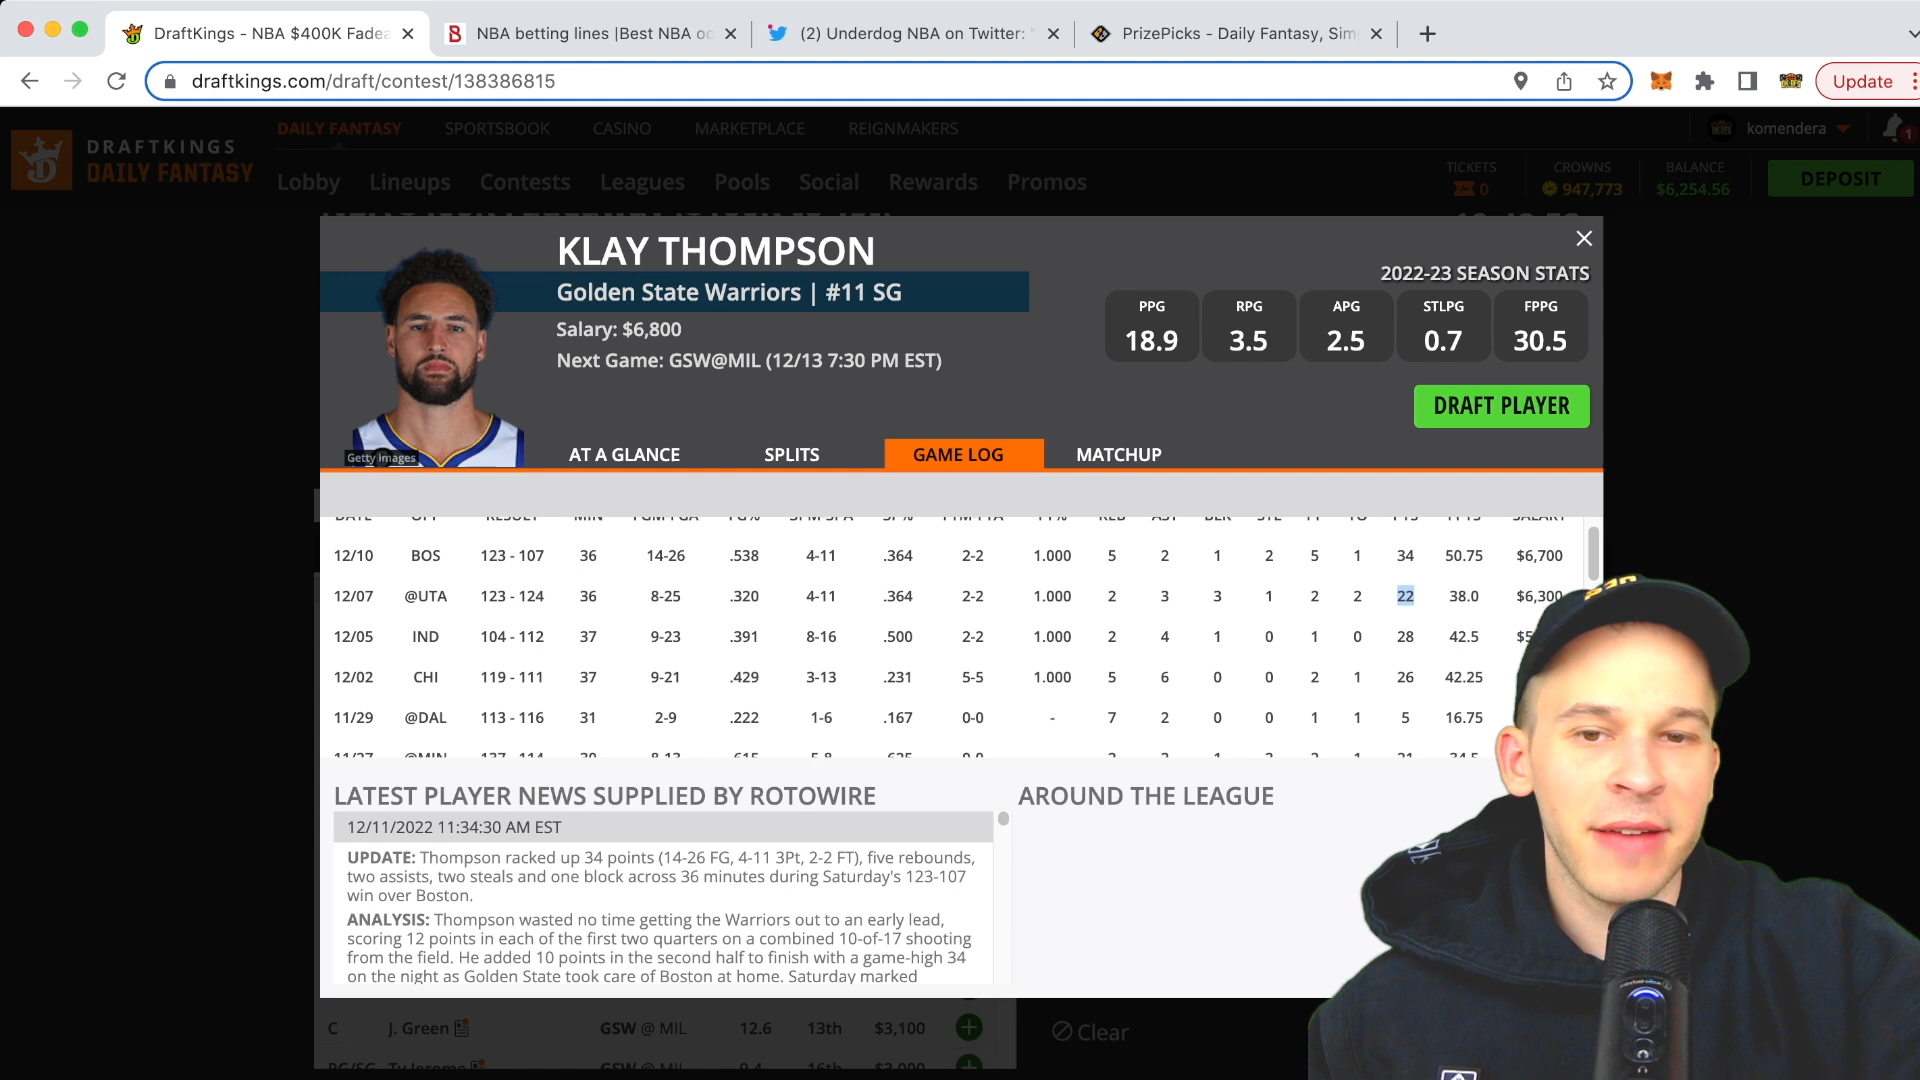 DraftKings - NBA $400K Fadea
NBA betting lines |Best NBA o
(2) Underdog NBA on Twitter: "
PrizePicks - Daily Fantasy, Sim
draftkings.com/draft/contest/138386815
Update
DRAFTKINGS
DAILY FANTASY
DAILY FANTASY SPORTSBOOK CASINO MARKETPLACE REIGNMAKERS
komendera
1
Lobby Lineups Contests Leagues Pools Social Rewards Promos
TICKETS
0
CROWNS
947,773
BALANCE
$6,254.56
DEPOSIT
KLAY THOMPSON
Golden State Warriors | #11 SG
Salary: $6,800
Next Game: GSW@MIL (12/13 7:30 PM EST)
Getty Images
2022-23 SEASON STATS
PPG RPG APG STLPG FPPG
18.9 3.5 2.5 0.7 30.5
DRAFT PLAYER
AT A GLANCE SPLITS GAME LOG MATCHUP
12/10 BOS 123 - 107 36 14-26 .538 4-11 .364 2-2 1.000 5 2 1 2 5 1 34 50.75 $6,700
12/07 @UTA 123 - 124 36 8-25 .320 4-11 .364 2-2 1.000 2 3 3 1 2 2 22 38.0 $6,300
12/05 IND 104 - 112 37 9-23 .391 8-16 .500 2-2 1.000 2 4 1 0 1 0 28 42.5
12/02 CHI 119 - 111 37 9-21 .429 3-13 .231 5-5 1.000 5 6 0 0 2 1 26 42.25
11/29 @DAL 113 - 116 31 2-9 .222 1-6 .167 0-0 - 7 2 0 0 1 1 5 16.75
LATEST PLAYER NEWS SUPPLIED BY ROTOWIRE
12/11/2022 11:34:30 AM EST
UPDATE: Thompson racked up 34 points (14-26 FG, 4-11 3Pt, 2-2 FT), five rebounds,
two assists, two steals and one block across 36 minutes during Saturday's 123-107
win over Boston.
ANALYSIS: Thompson wasted no time getting the Warriors out to an early lead,
scoring 12 points in each of the first two quarters on a combined 10-of-17 shooting
from the field. He added 10 points in the second half to finish with a game-high 34
on the night as Golden State took care of Boston at home. Saturday marked
AROUND THE LEAGUE
C J. Green GSW @ MIL 12.6 13th $3,100
Clear